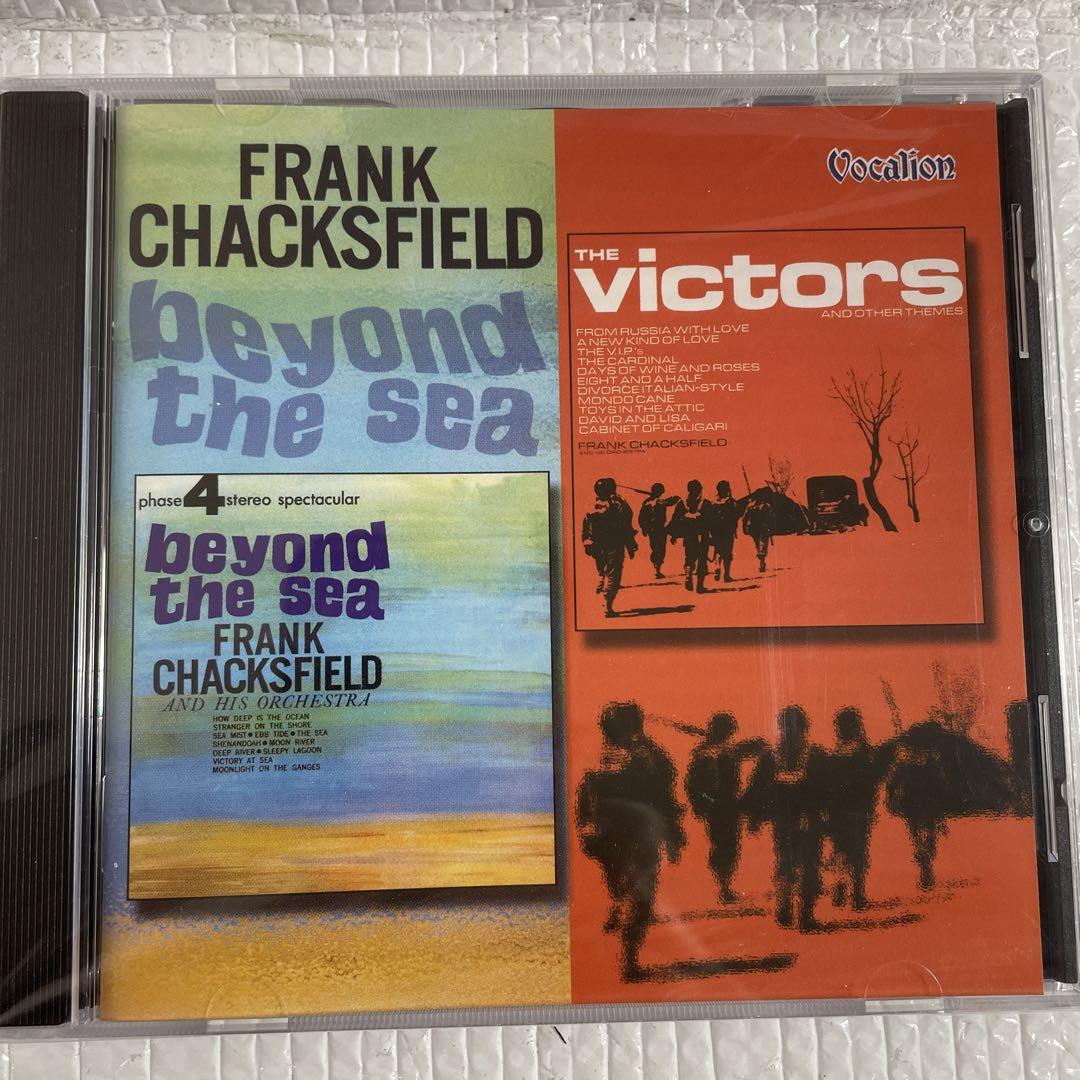 FRANK
CHACKSFIELD
beyond
the sea
phase 4 stereo spectacular
beyond
the sea
FRANK
CHACKSFIELD
AND HIS ORCHESTRA
HOW DEEP IS THE OCEAN
STRANGER ON THE SHORE
SEA MIST • EBB TIDE • THE SEA
SHENANDOAH • MOON RIVER
DEEP RIVER • SLEEPY LAGOON
VICTORY AT SEA
MOONLIGHT ON THE GANGES
Vocalion
THE
victors
AND OTHER THEMES
FROM RUSSIA WITH LOVE
A NEW KIND OF LOVE
THE V.I.P's
THE CARDINAL
DAYS OF WINE AND ROSES
EIGHT AND A HALF
DIVORCE ITALIAN-STYLE
MONDO CANE
TOYS IN THE ATTIC
DAVID AND LISA
CABINET OF CALIGARI
FRANK CHACKSFIELD
AND HIS ORCHESTRA